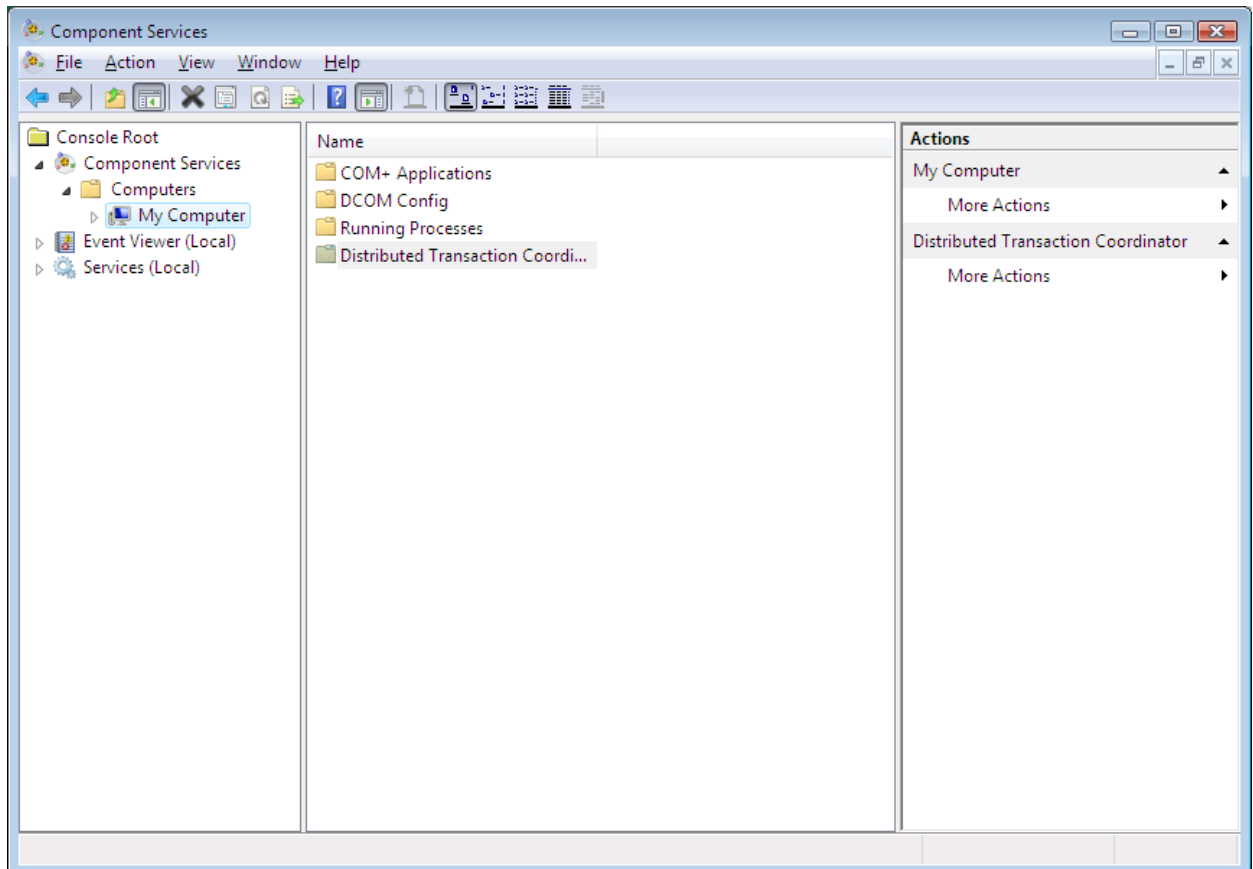 Component Services
File Action View Window Help
Console Root
Component Services
Computers
My Computer
Event Viewer (Local)
Services (Local)
Name
COM+ Applications
DCOM Config
Running Processes
Distributed Transaction Coordi...
Actions
My Computer
More Actions
Distributed Transaction Coordinator
More Actions